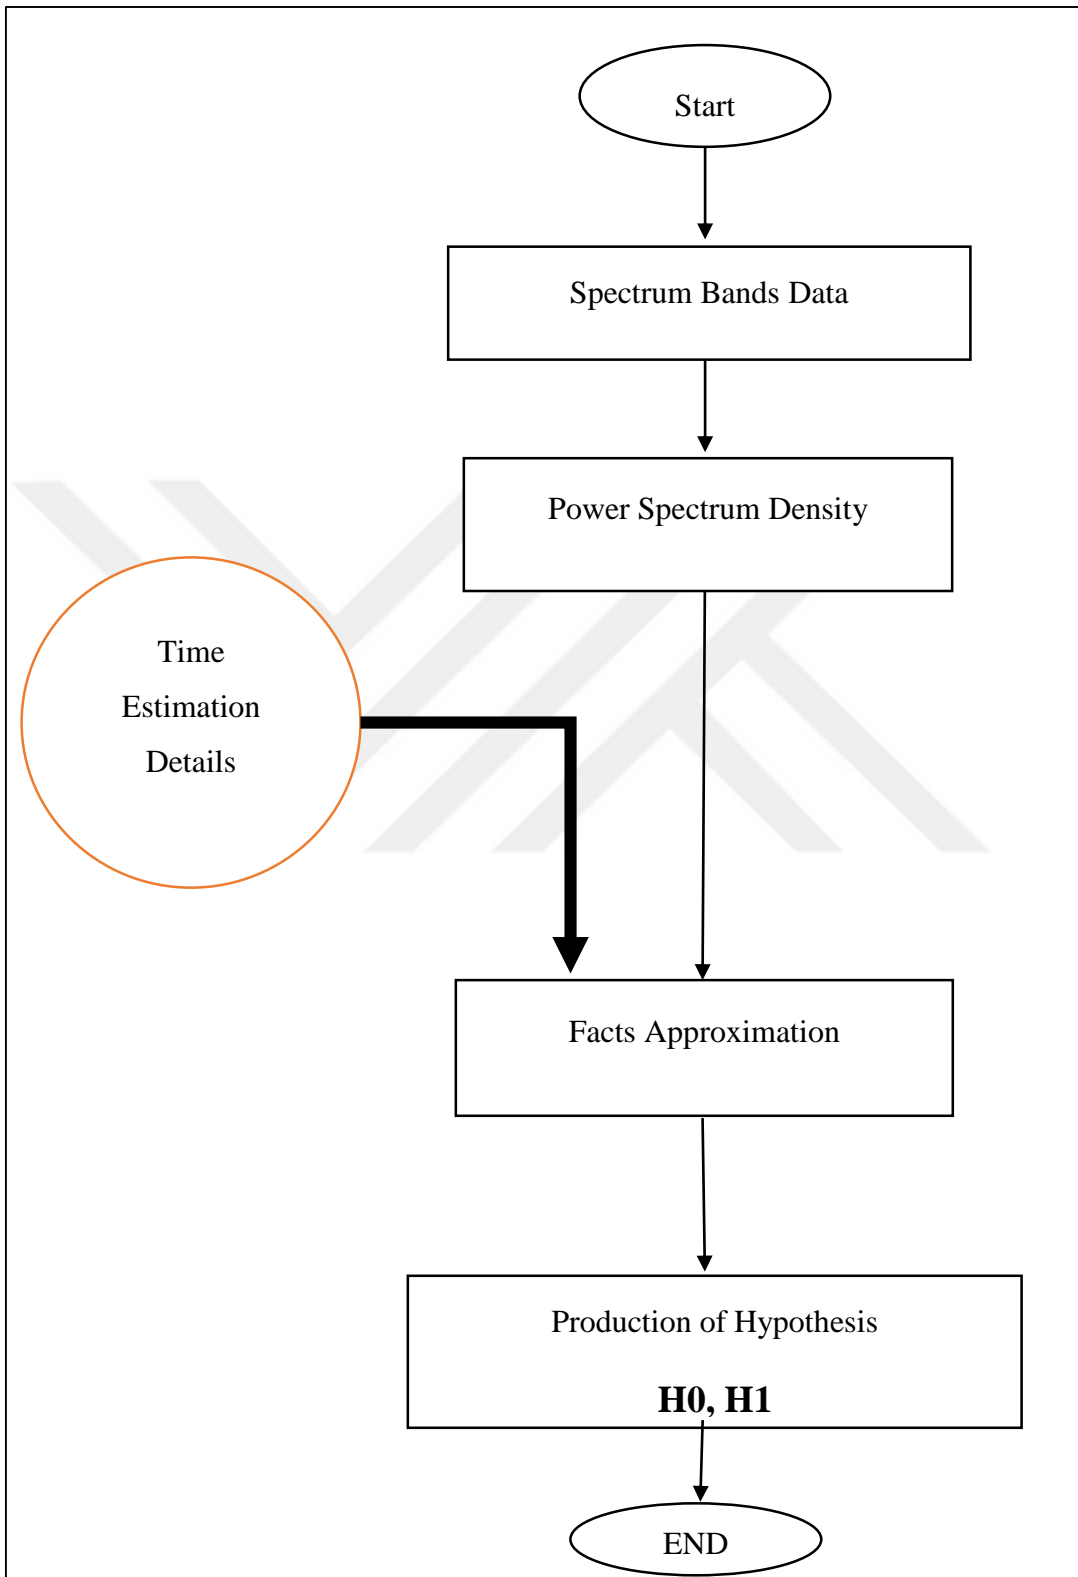 Start
Spectrum Bands Data
Power Spectrum Density
Time
Estimation
Details
Facts Approximation
Production of Hypothesis
H0, H1
END